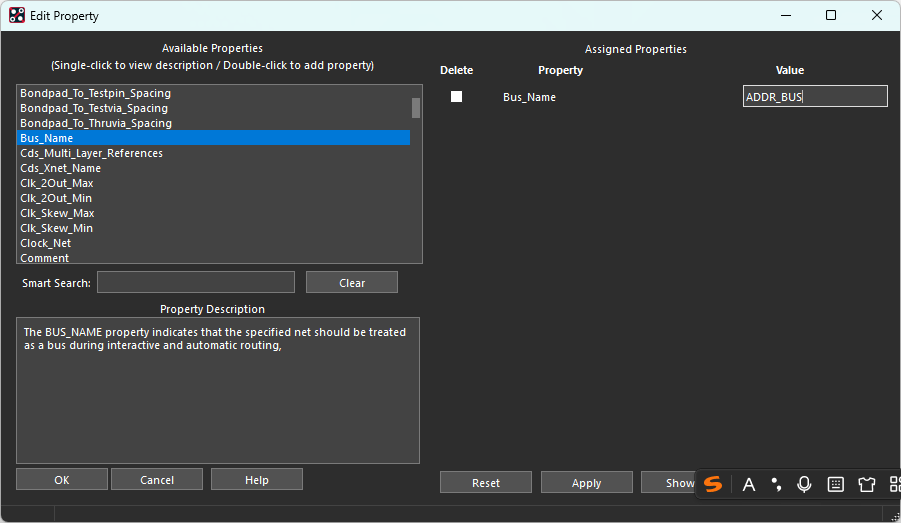 Edit Property
Available Properties
(Single-click to view description / Double-click to add property)
Bondpad_To_Testpin_Spacing
Bondpad_To_Testvia_Spacing
Bondpad_To_Thruvia_Spacing
Bus_Name
Cds_Multi_Layer_References
Cds_Xnet_Name
Clk_2Out_Max
Clk_2Out_Min
Clk_Skew_Max
Clk_Skew_Min
Clock_Net
Comment
Smart Search:
Clear
Property Description
The BUS_NAME property indicates that the specified net should be treated
as a bus during interactive and automatic routing,
OK Cancel Help
Assigned Properties
Delete Property Value
Bus_Name ADDR_BUS
Reset Apply Show
S A